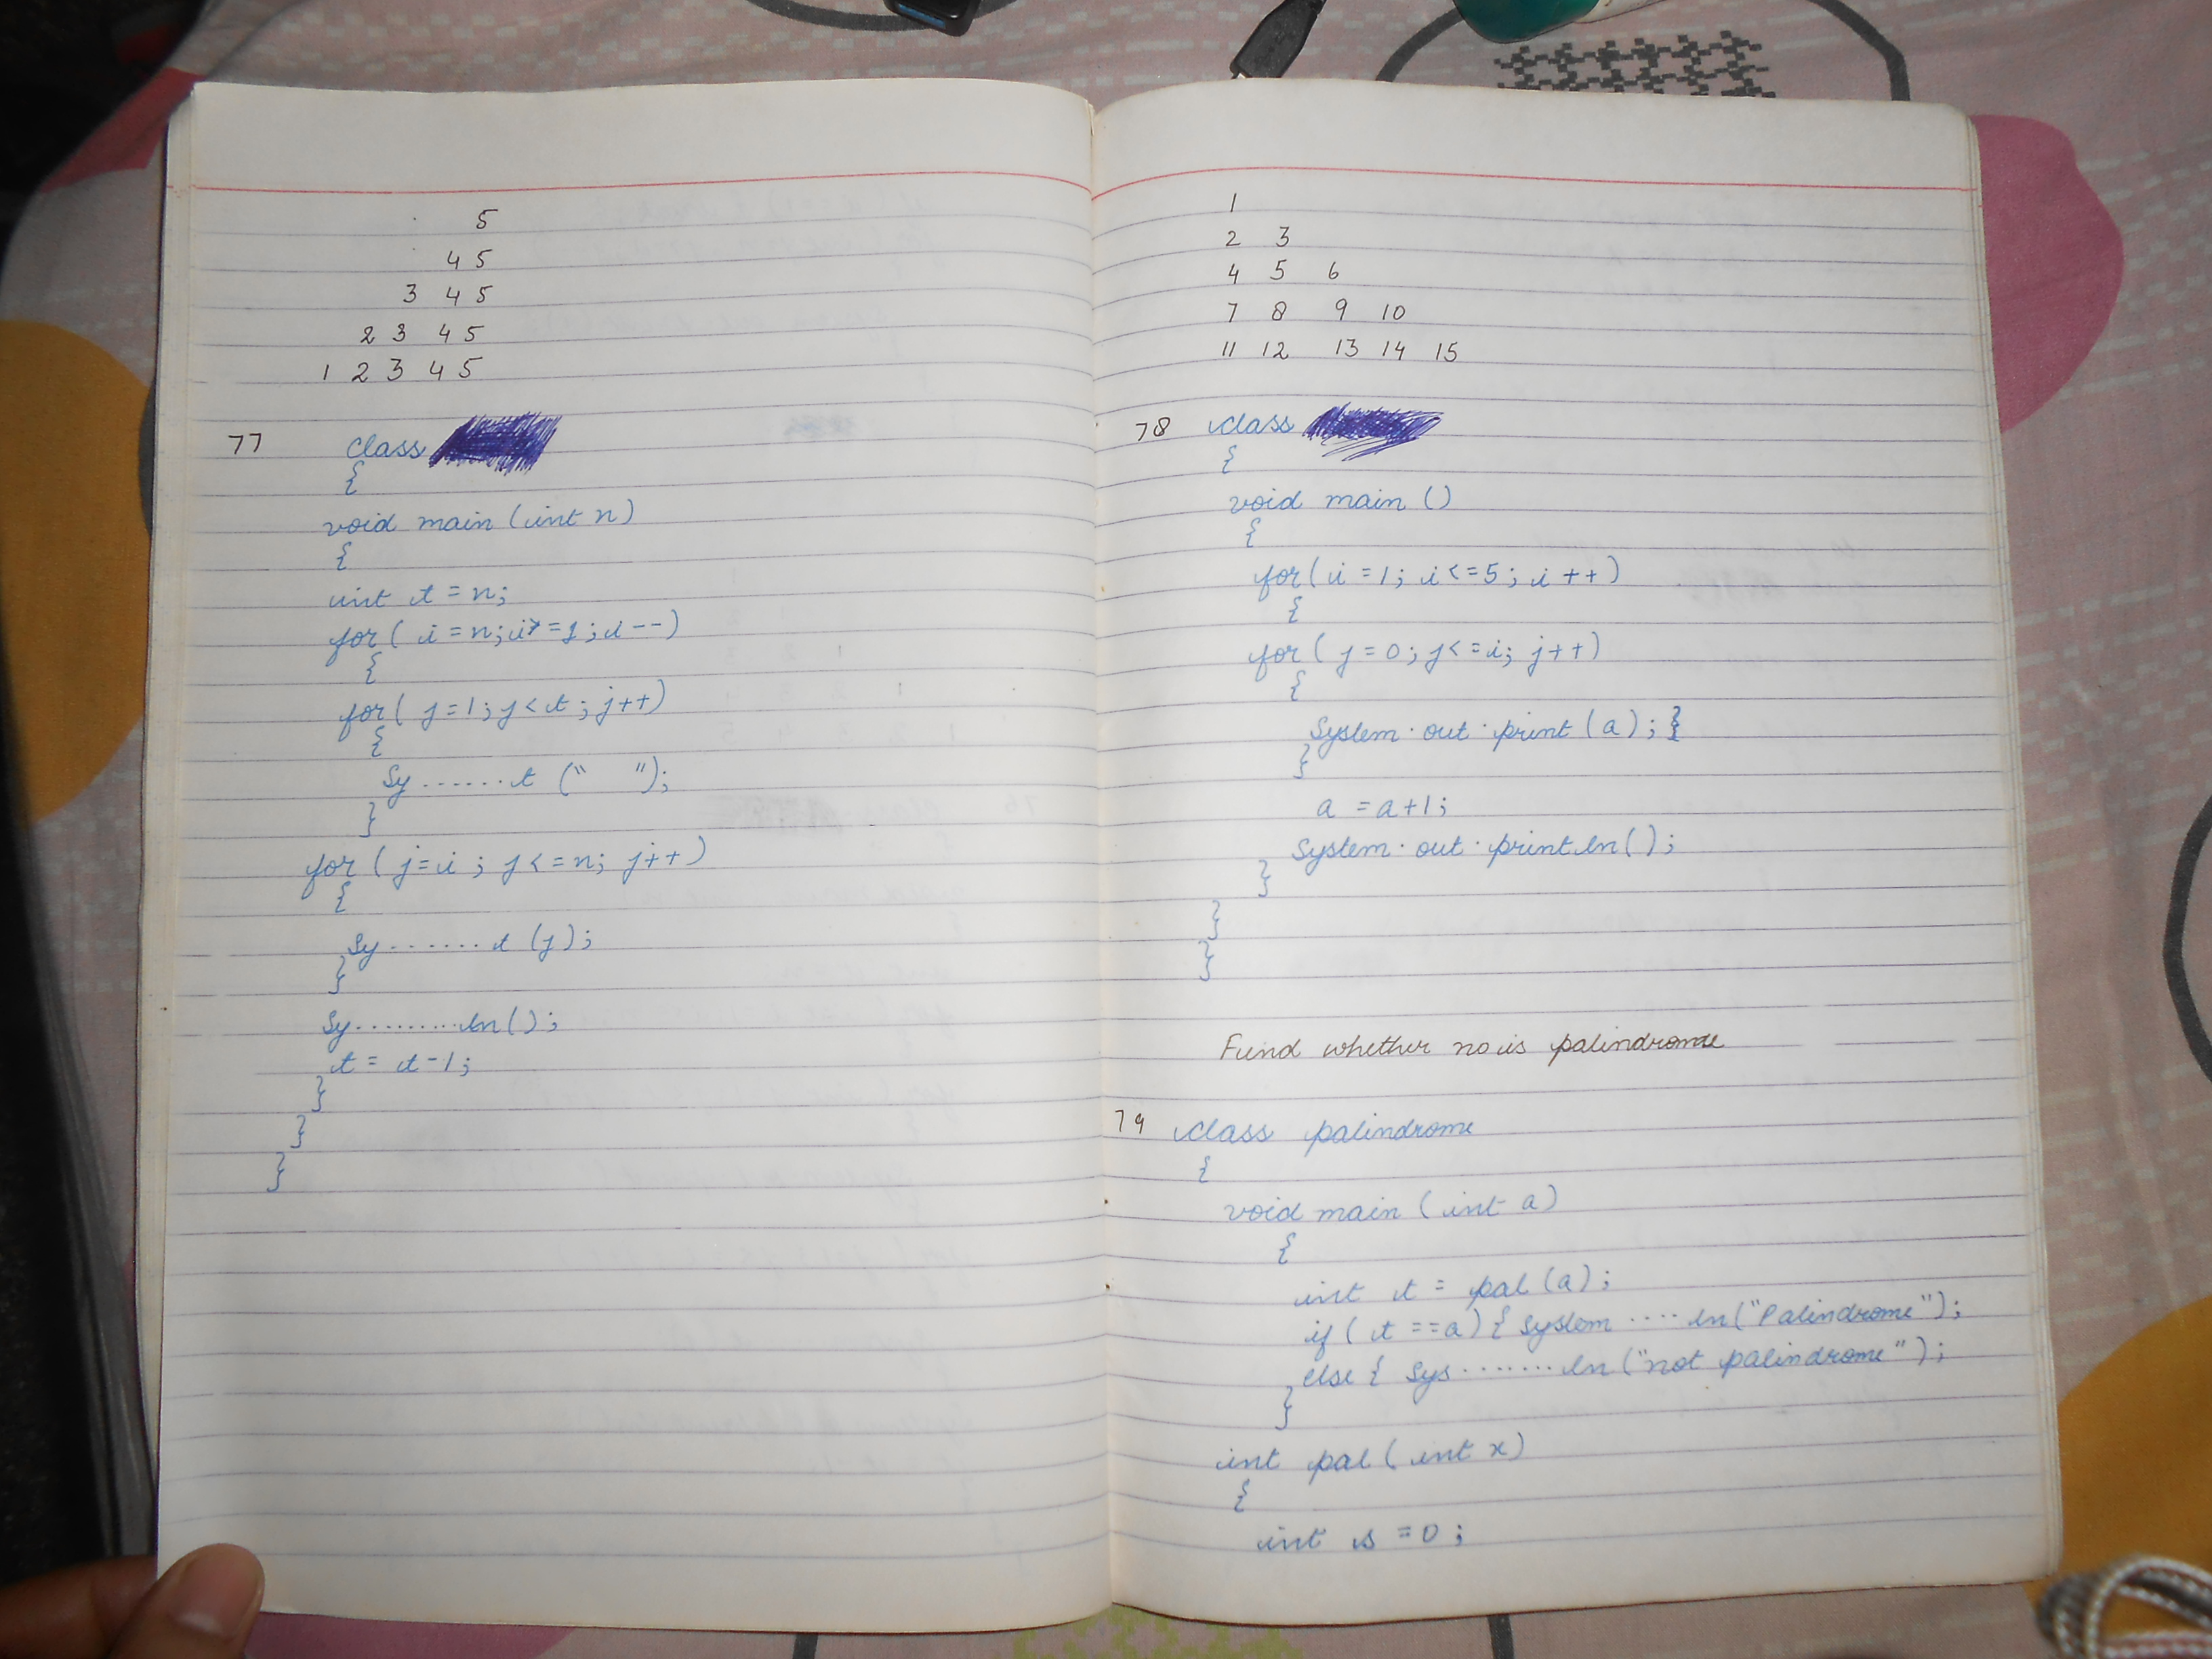 5
4 5
3 4 5
2 3 4 5
1 2 3 4 5
77 class
{
void main (int n)
{
int t = n;
for ( i = n; i>=1; i--)
{
for ( j=1; j< t; j++)
{
Sy ...... t (" ");
}
for ( j=i ; j<=n; j++)
{
Sy ....... t (j);
}
Sy .........ln();
t = t-1;
}
}
}
1
2 3
4 5 6
7 8 9 10
11 12 13 14 15
78 class
{
void main ()
{
for( i =1; i<=5; i++)
{
for( j=0; j<=i; j++)
{
System.out.print (a); }
}
a = a+1;
System.out.println();
}
}
}
Find whether no is palindrome
79 class palindrome
{
void main (int a)
{
int t = pal (a);
if ( t ==a) { System .... ln("Palindrome");
else { Sys ....... ln ("not palindrome");
}
int pal ( int x)
{
int s =0;